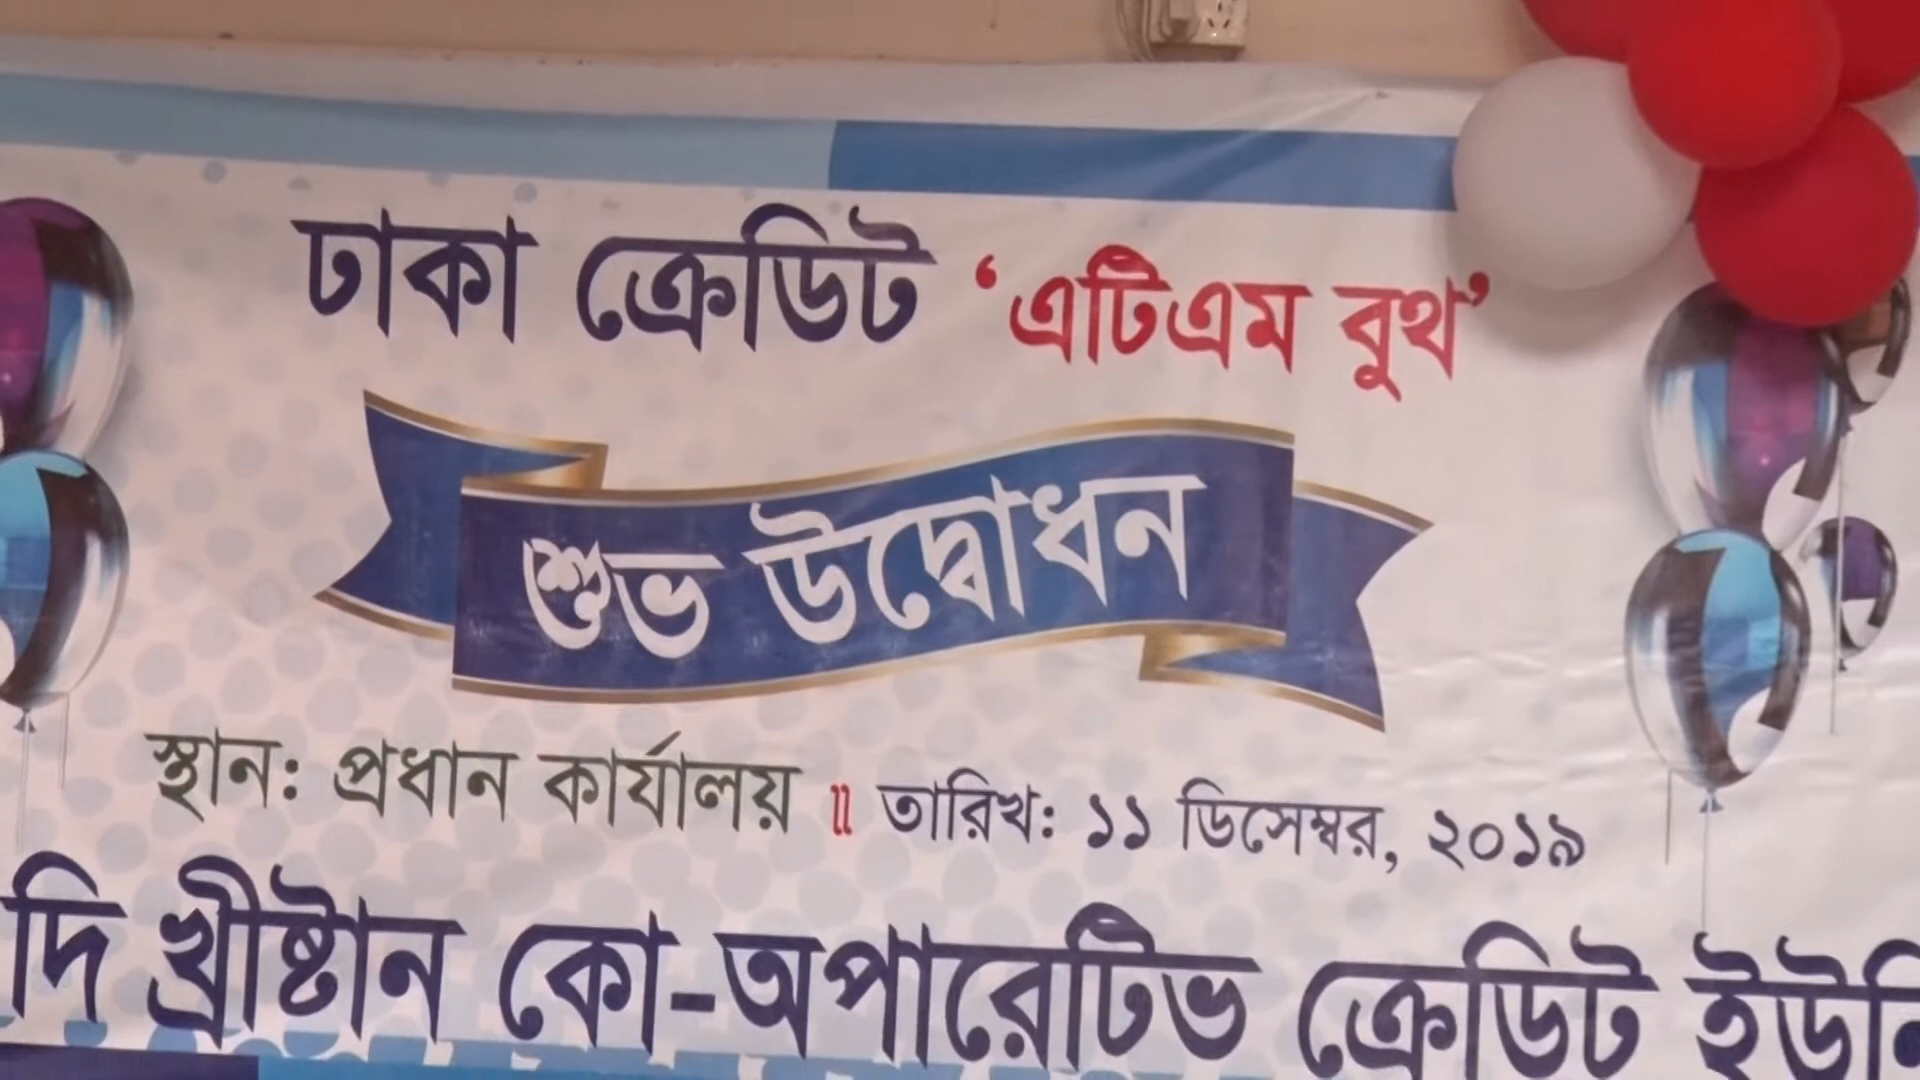 ঢাকা ক্রেডিট ‘এটিএম বুথ’
শুভ উদ্বোধন
স্থান: প্রধান কার্যালয় ॥ তারিখ: ১১ ডিসেম্বর, ২০১৯
দি খ্রীষ্টান কো-অপারেটিভ ক্রেডিট